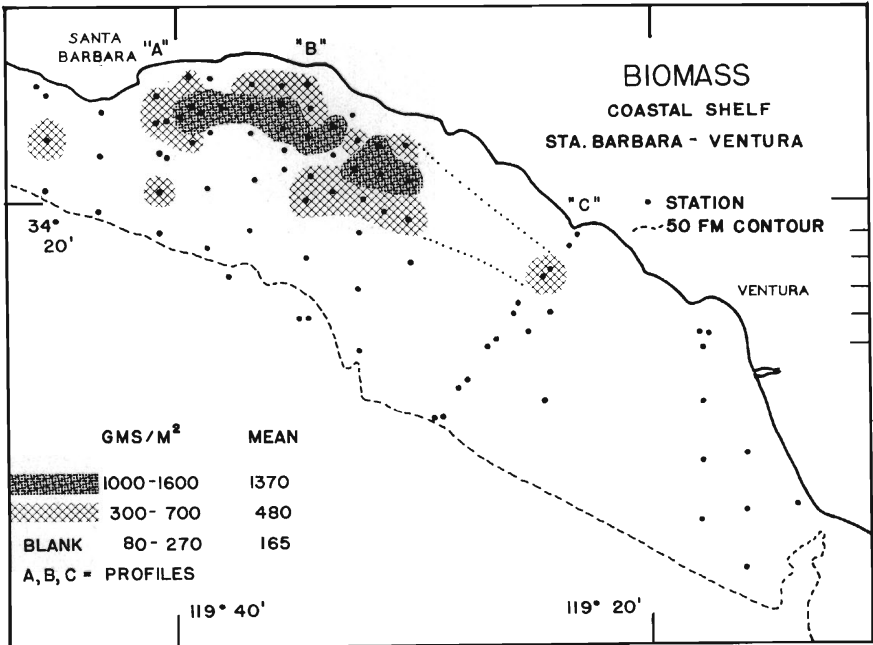 SANTA
BARBARA
"A"
"B"
BIOMASS
COASTAL SHELF
STA. BARBARA - VENTURA
"C"
• STATION
50 FM CONTOUR
34°
20'
VENTURA
GMS/M² MEAN
1000-1600 1370
300-700 480
BLANK 80-270 165
A, B, C = PROFILES
119° 40'
119° 20'